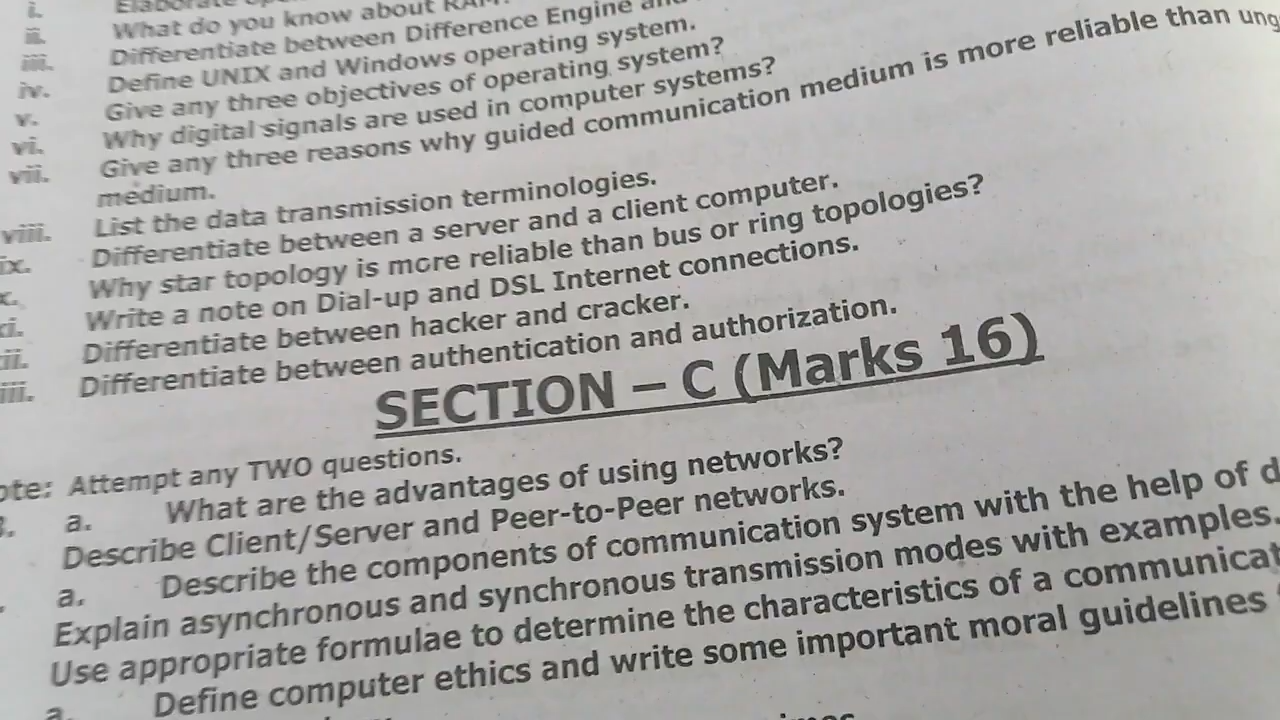 i. Elaborate
ii. What do you know about RAM?
iii. Differentiate between Difference Engine and
iv. Define UNIX and Windows operating system.
v. Give any three objectives of operating system?
vi. Why digital signals are used in computer systems?
vii. Give any three reasons why guided communication medium is more reliable than ung
medium.
viii. List the data transmission terminologies.
ix. Differentiate between a server and a client computer.
x. Why star topology is more reliable than bus or ring topologies?
xi. Write a note on Dial-up and DSL Internet connections.
xii. Differentiate between hacker and cracker.
xiii. Differentiate between authentication and authorization.
SECTION – C (Marks 16)
ote: Attempt any TWO questions.
3. a. What are the advantages of using networks?
Describe Client/Server and Peer-to-Peer networks.
a. Describe the components of communication system with the help of d
Explain asynchronous and synchronous transmission modes with examples.
Use appropriate formulae to determine the characteristics of a communicat
a. Define computer ethics and write some important moral guidelines